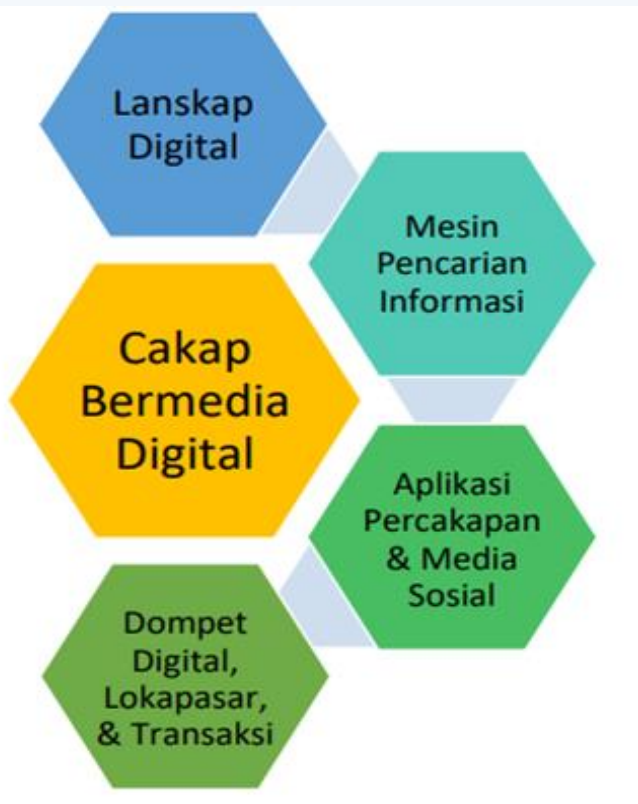 Lanskap
Digital
Mesin
Pencarian
Informasi
Cakap
Bermedia
Digital
Aplikasi
Percakapan
& Media
Sosial
Dompet
Digital,
Lokapasar,
& Transaksi